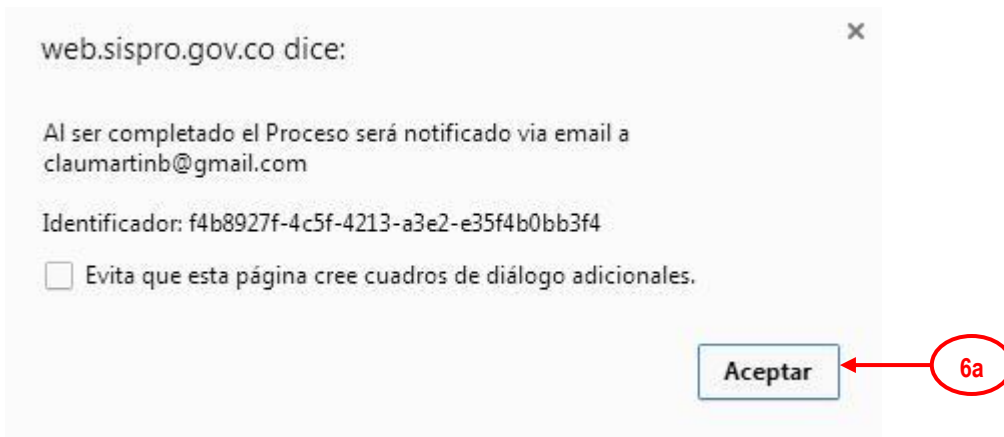 web.sispro.gov.co dice:
Al ser completado el Proceso será notificado via email a
claumartinb@gmail.com
Identificador: f4b8927f-4c5f-4213-a3e2-e35f4b0bb3f4
Evita que esta página cree cuadros de diálogo adicionales.
Aceptar
6a